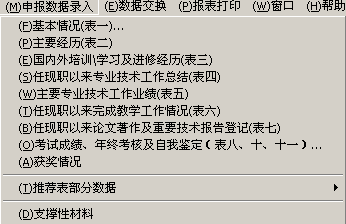 (M)申报数据录入 (E)数据交换 (P)报表打印 (W)窗口 (H)帮助
(F)基本情况(表一)...
(P)主要经历(表二)
(E)国内外培训\学习及进修经历(表三)
(S)任现职以来专业技术工作总结(表四)
(W)主要专业技术工作业绩(表五)
(T)任现职以来完成教学工作情况(表六)
(B)任现职以来论文著作及重要技术报告登记(表七)
(O)考试成绩、年终考核及自我鉴定(表八、十、十一)...
(A)获奖情况
(T)推荐表部分数据
(D)支撑性材料